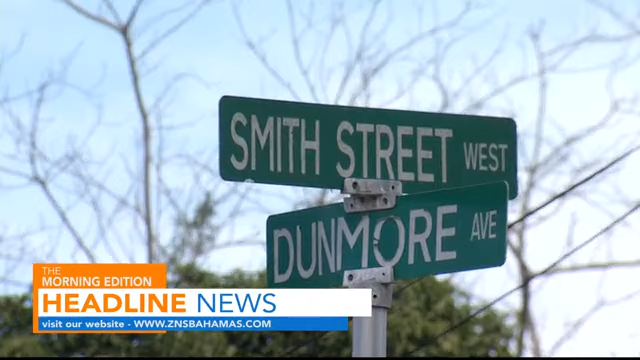 SMITH STREET WEST
DUNMORE AVE
THE
MORNING EDITION
HEADLINE NEWS
visit our website - WWW.ZNSBAHAMAS.COM